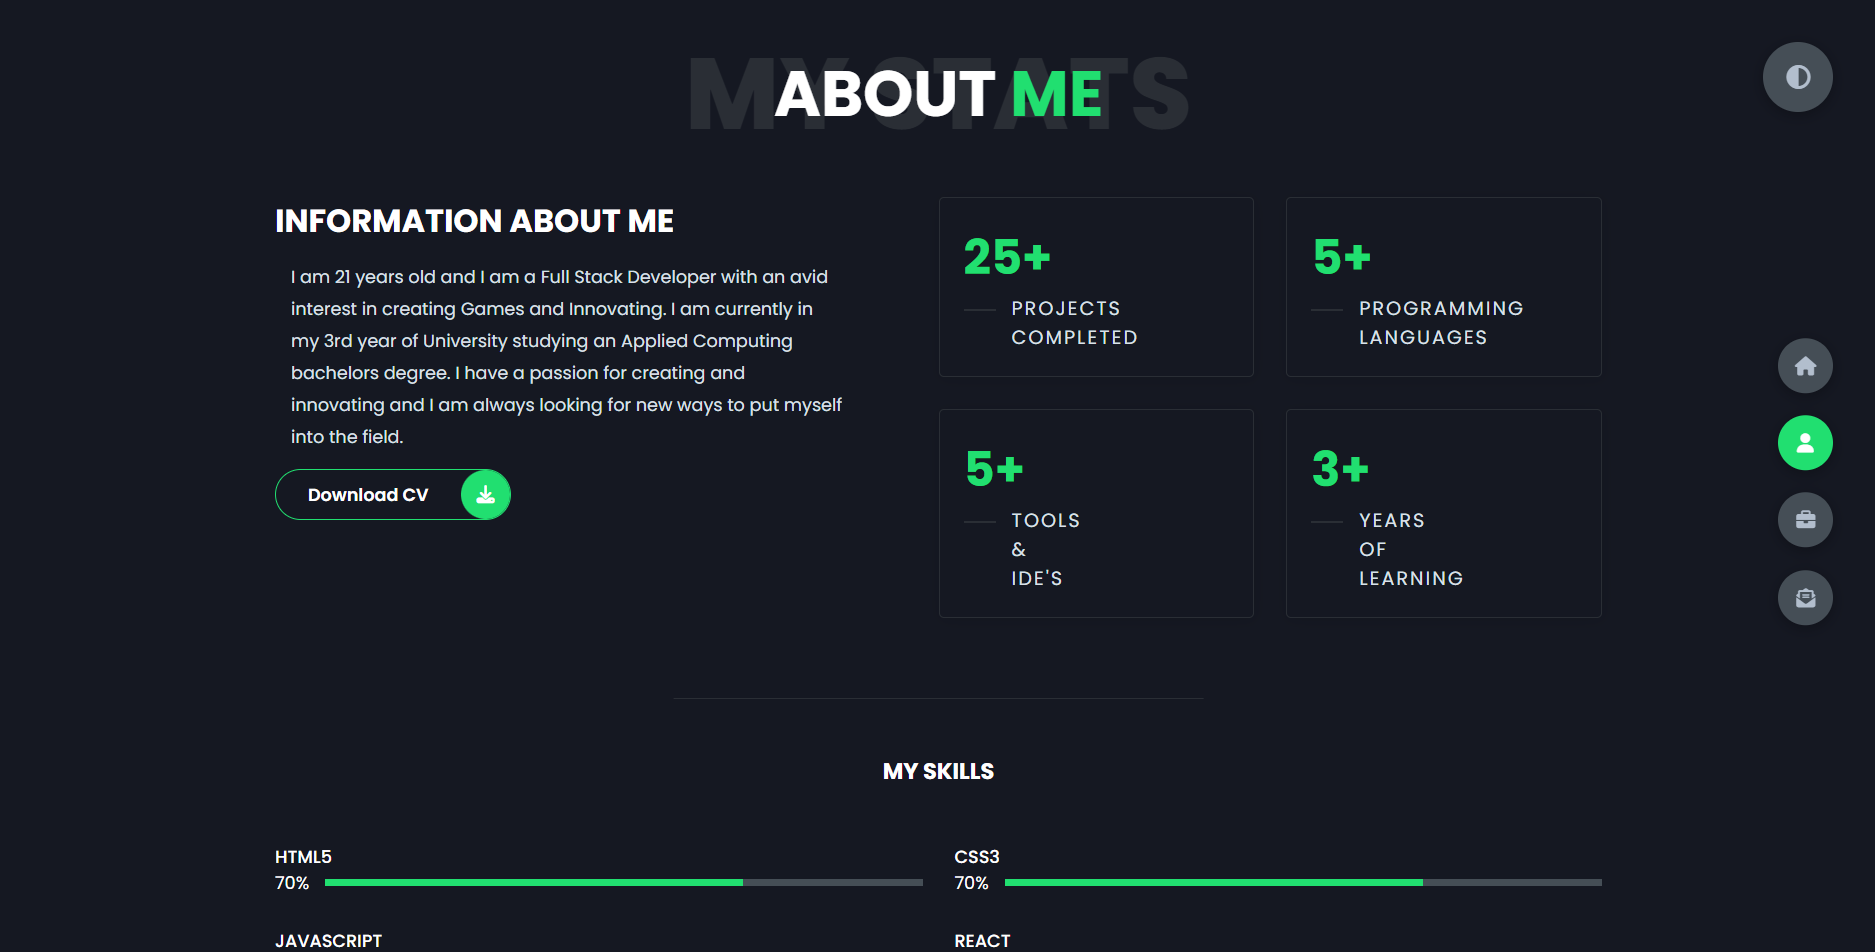 MY STATS
ABOUT ME
INFORMATION ABOUT ME
I am 21 years old and I am a Full Stack Developer with an avid
interest in creating Games and Innovating. I am currently in
my 3rd year of University studying an Applied Computing
bachelors degree. I have a passion for creating and
innovating and I am always looking for new ways to put myself
into the field.
Download CV
25+
PROJECTS
COMPLETED
5+
PROGRAMMING
LANGUAGES
5+
TOOLS
&
IDE'S
3+
YEARS
OF
LEARNING
MY SKILLS
HTML5
70%
CSS3
70%
JAVASCRIPT
REACT